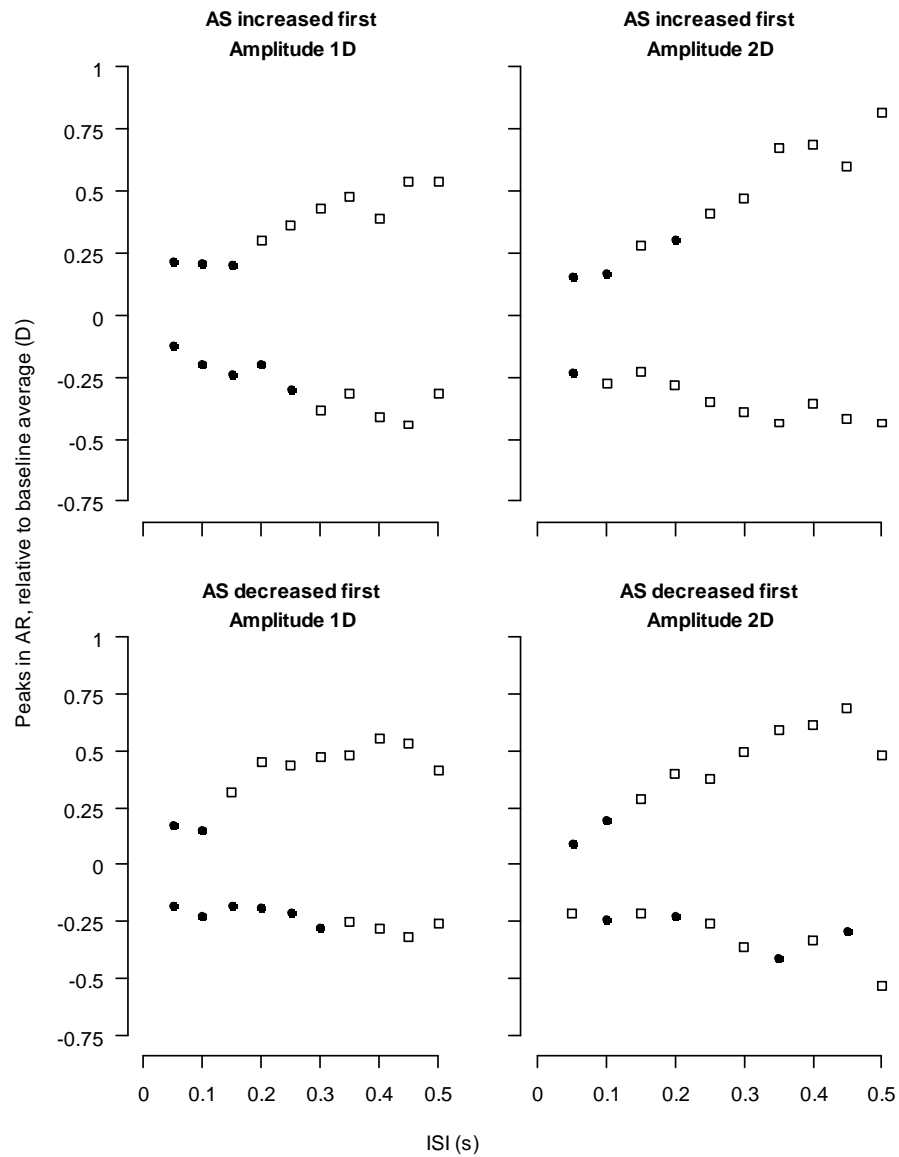 AS increased first
Amplitude 1D
AS increased first
Amplitude 2D
1
0.75
0.5
0.25
0
-0.25
-0.5
-0.75
Peaks in AR, relative to baseline average (D)
AS decreased first
Amplitude 1D
AS decreased first
Amplitude 2D
1
0.75
0.5
0.25
0
-0.25
-0.5
-0.75
0 0.1 0.2 0.3 0.4 0.5
0 0.1 0.2 0.3 0.4 0.5
ISI (s)